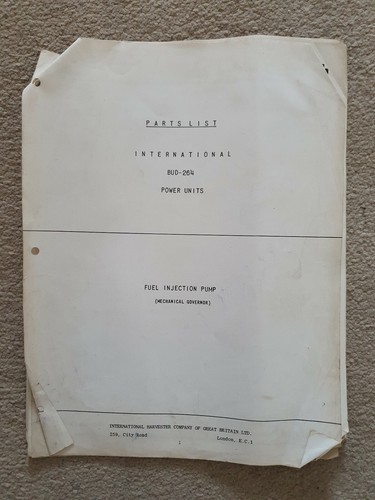 PARTS LIST
INTERNATIONAL
BUD-264
POWER UNITS
FUEL INJECTION PUMP
(MECHANICAL GOVERNOR)
INTERNATIONAL HARVESTER COMPANY OF GREAT BRITAIN LTD.
259, City Road London, E.C.1
1